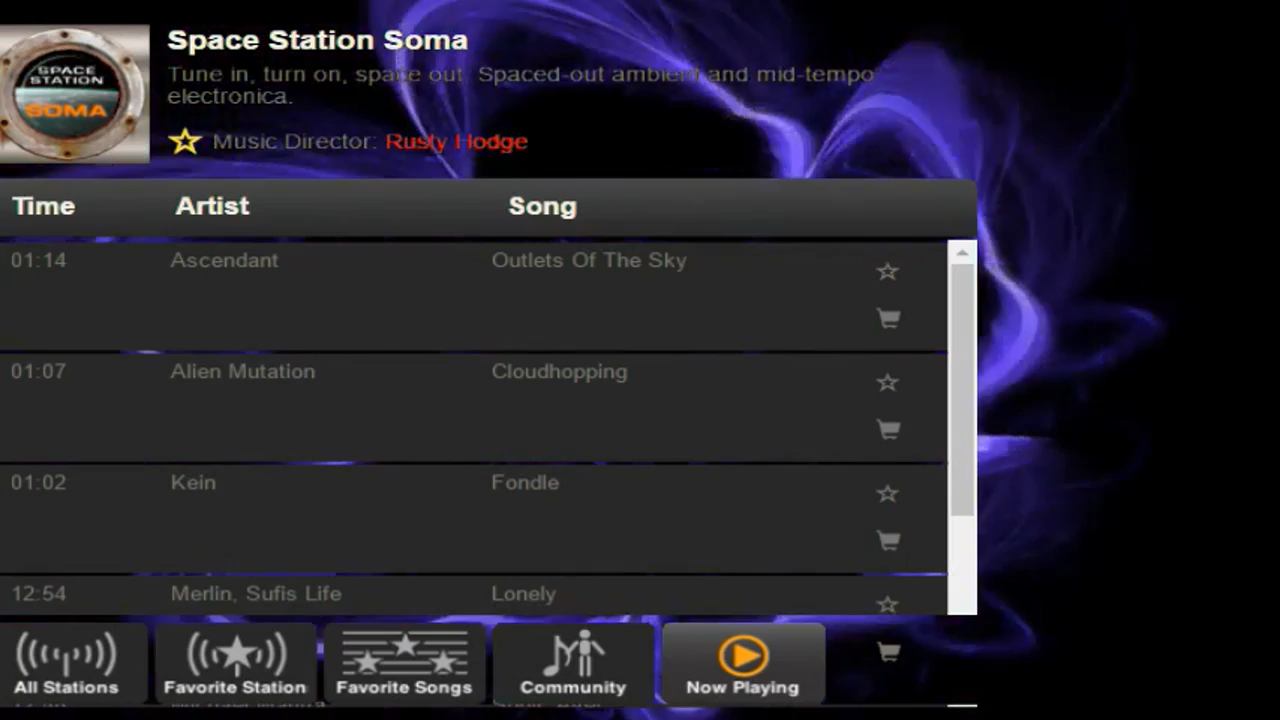 Space Station Soma
SPACE
STATION
SOMA
Tune in, turn on, space out. Spaced-out ambient and mid-tempo
electronica.
Music Director: Rusty Hodge
Time Artist Song
01:14 Ascendant Outlets Of The Sky
01:07 Alien Mutation Cloudhopping
01:02 Kein Fondle
12:54 Merlin, Sufis Life Lonely
All Stations Favorite Station Favorite Songs Community Now Playing